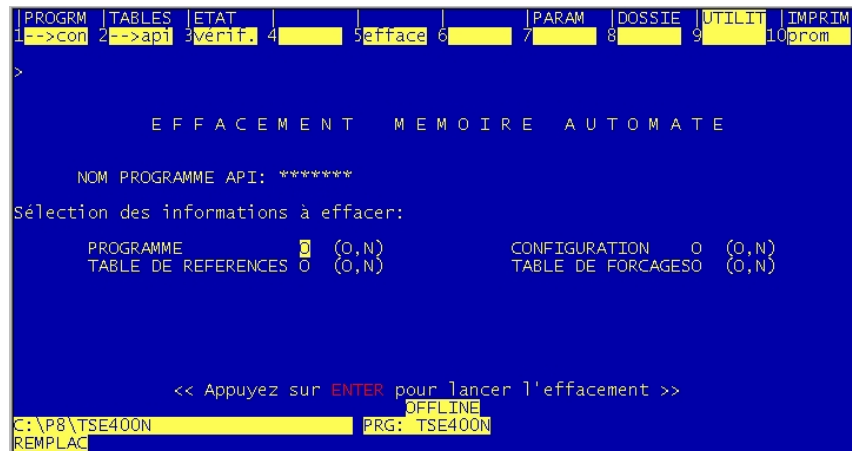 |PROGRM |TABLES |ETAT | | |PARAM |DOSSIE |UTILIT |IMPRIM
1-->con 2-->api 3vérif. 4 5efface 6 7 8 9 10prom
>
E F F A C E M E N T M E M O I R E A U T O M A T E
NOM PROGRAMME API: *******
Sélection des informations à effacer:
PROGRAMME O (O,N) CONFIGURATION O (O,N)
TABLE DE REFERENCES O (O,N) TABLE DE FORCAGESO (O,N)
<< Appuyez sur ENTER pour lancer l'effacement >>
OFFLINE
C:\P8\TSE400N PRG: TSE400N
REMPLAC